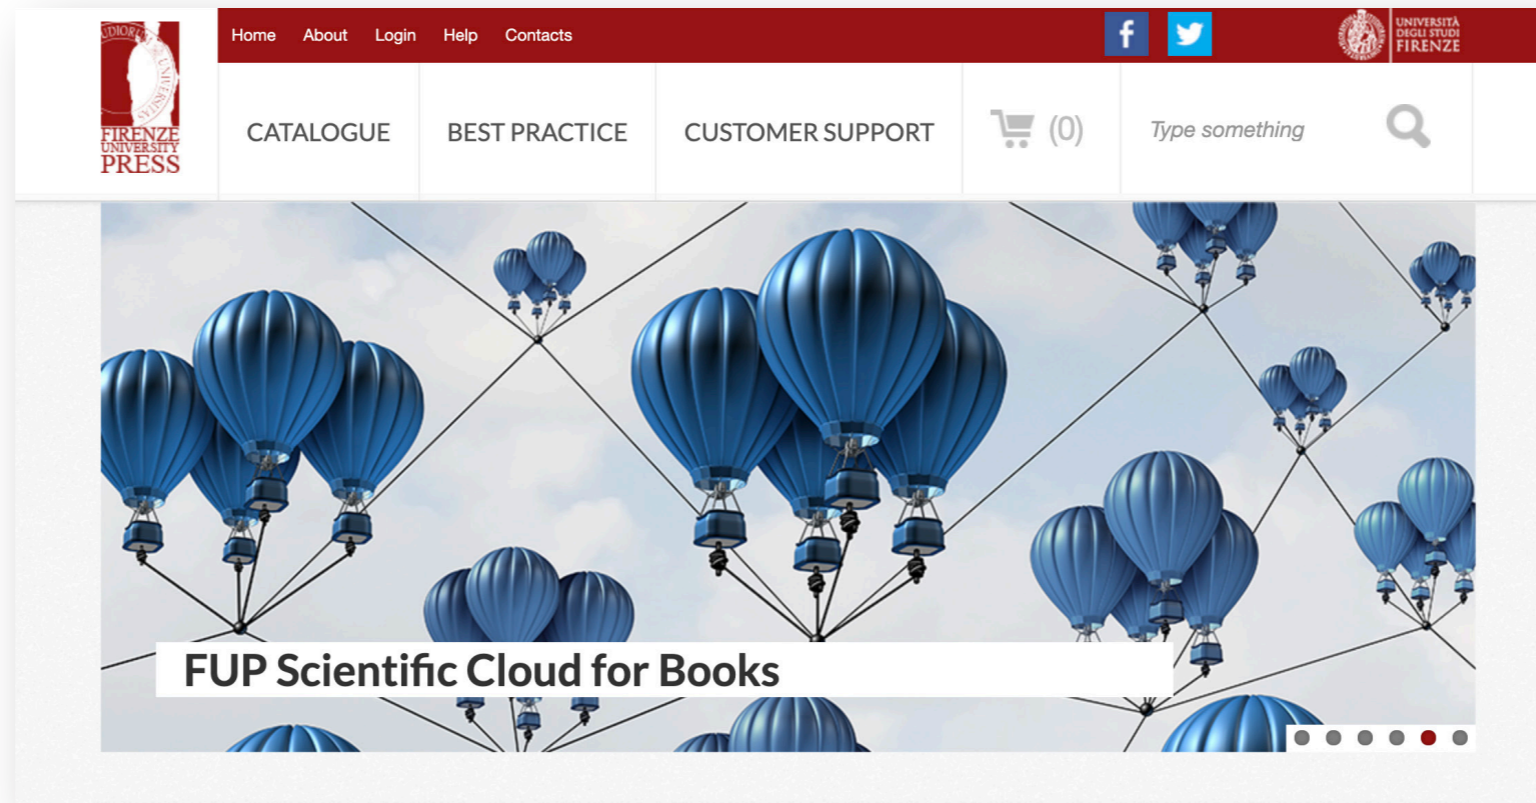 Home About Login Help Contacts
UNIVERSITÀ
DEGLI STUDI
FIRENZE
FIRENZE
UNIVERSITY
PRESS
CATALOGUE BEST PRACTICE CUSTOMER SUPPORT (0) Type something
FUP Scientific Cloud for Books